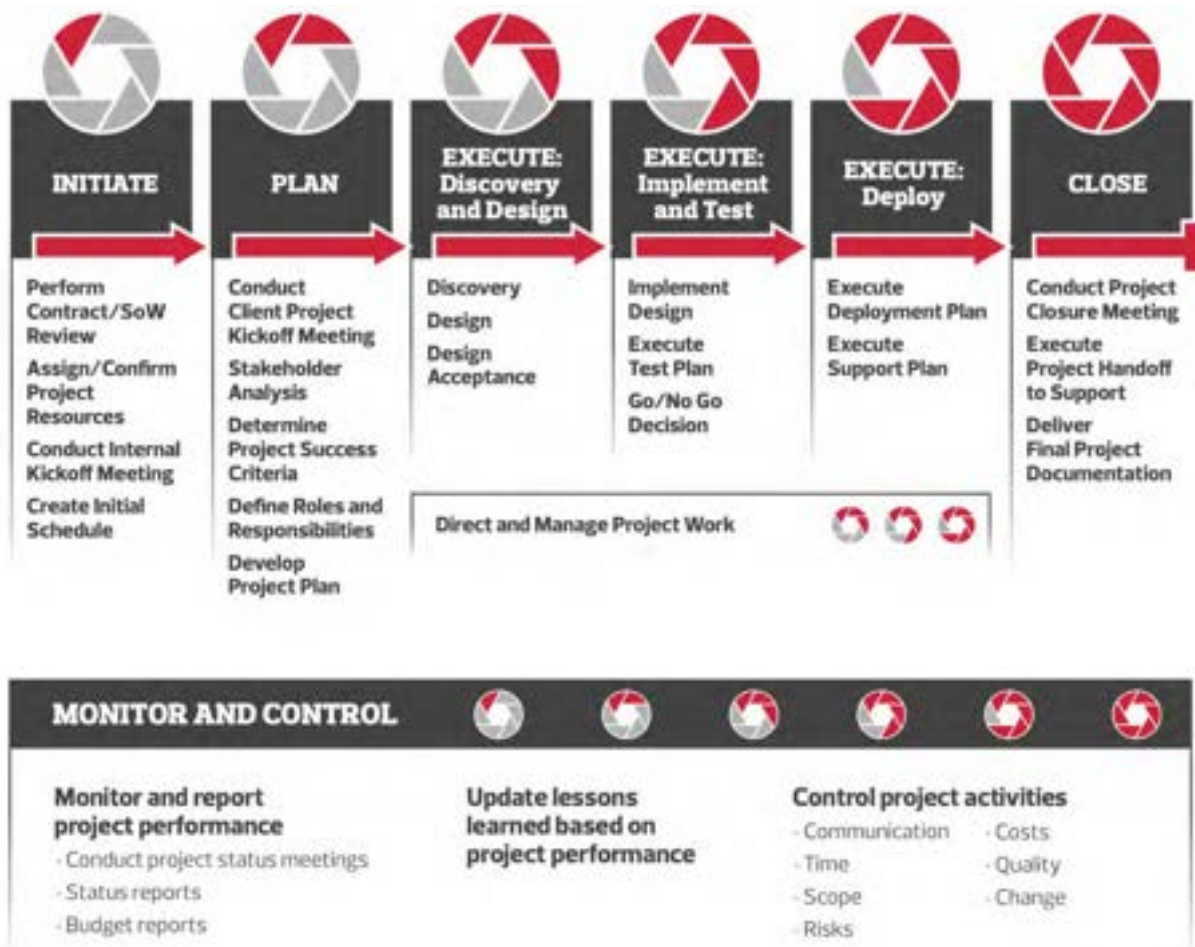 INITIATE
PLAN
EXECUTE:
Discovery
and Design
EXECUTE:
Implement
and Test
EXECUTE:
Deploy
CLOSE
Perform
Contract/SoW
Review
Assign/Confirm
Project
Resources
Conduct Internal
Kickoff Meeting
Create Initial
Schedule
Conduct
Client Project
Kickoff Meeting
Stakeholder
Analysis
Determine
Project Success
Criteria
Define Roles and
Responsibilities
Develop
Project Plan
Discovery
Design
Design
Acceptance
Implement
Design
Execute
Test Plan
Go/No Go
Decision
Execute
Deployment Plan
Execute
Support Plan
Conduct Project
Closure Meeting
Execute
Project Handoff
to Support
Deliver
Final Project
Documentation
Direct and Manage Project Work
MONITOR AND CONTROL
Monitor and report
project performance
- Conduct project status meetings
- Status reports
- Budget reports
Update lessons
learned based on
project performance
Control project activities
- Communication
- Time
- Scope
- Risks
- Costs
- Quality
- Change